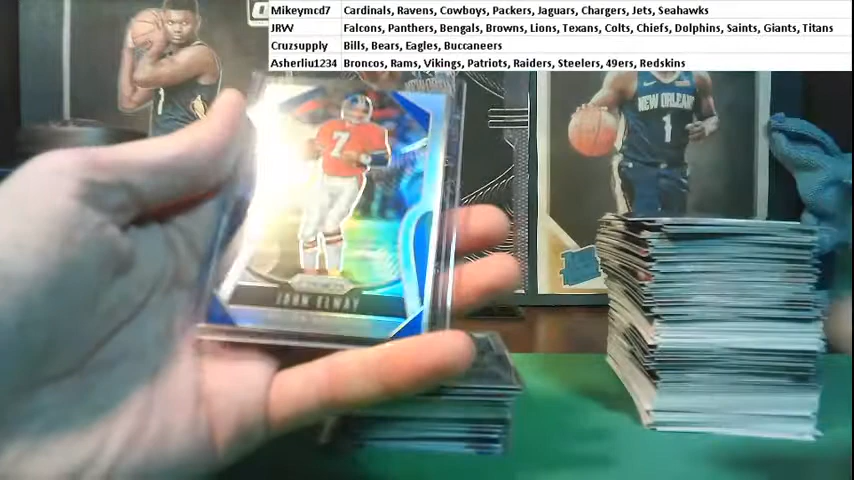 Mikeymcd7 Cardinals, Ravens, Cowboys, Packers, Jaguars, Chargers, Jets, Seahawks
JRW Falcons, Panthers, Bengals, Browns, Lions, Texans, Colts, Chiefs, Dolphins, Saints, Giants, Titans
Cruzsupply Bills, Bears, Eagles, Buccaneers
Asherliu1234 Broncos, Rams, Vikings, Patriots, Raiders, Steelers, 49ers, Redskins
NEW ORLEANS
1
7
JOHN ELWAY